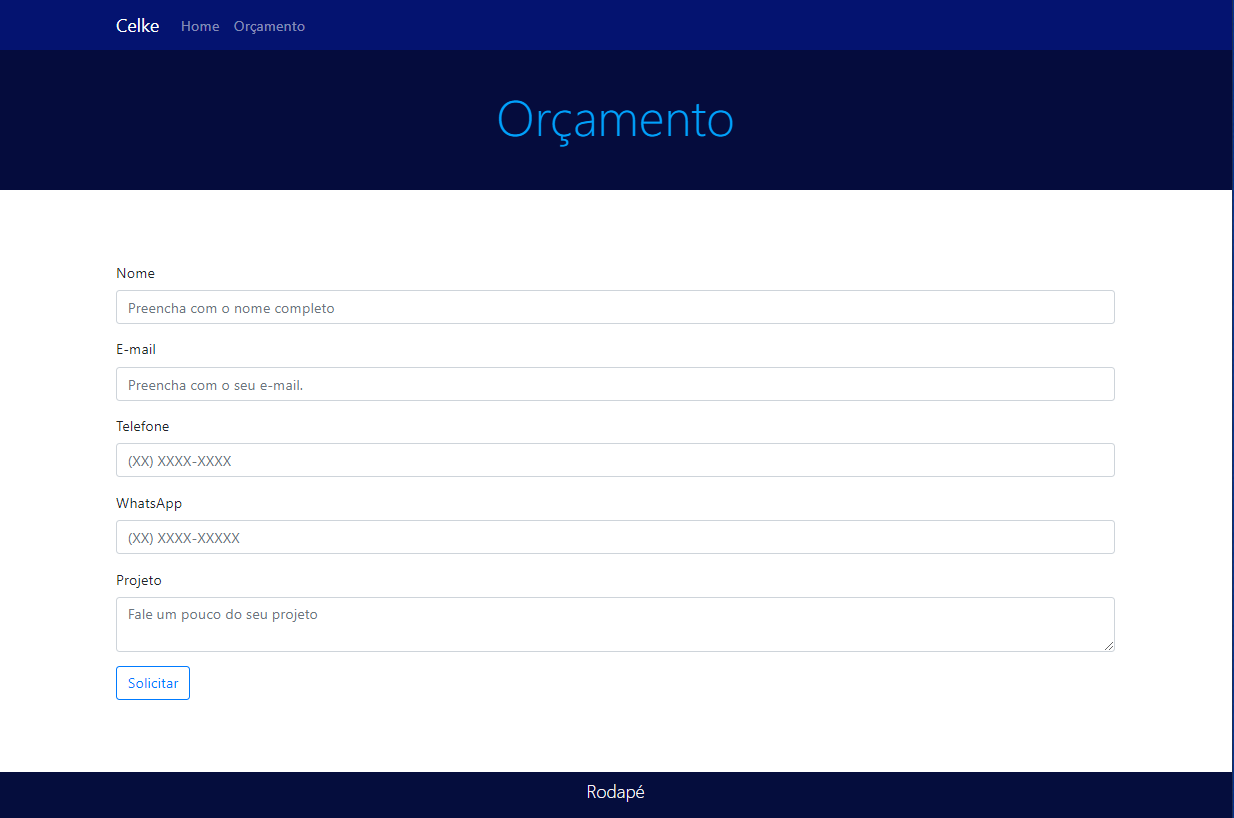 Celke Home Orçamento
Orçamento
Nome
Preencha com o nome completo
E-mail
Preencha com o seu e-mail.
Telefone
(XX) XXXX-XXXX
WhatsApp
(XX) XXXX-XXXXX
Projeto
Fale um pouco do seu projeto
Solicitar
Rodapé